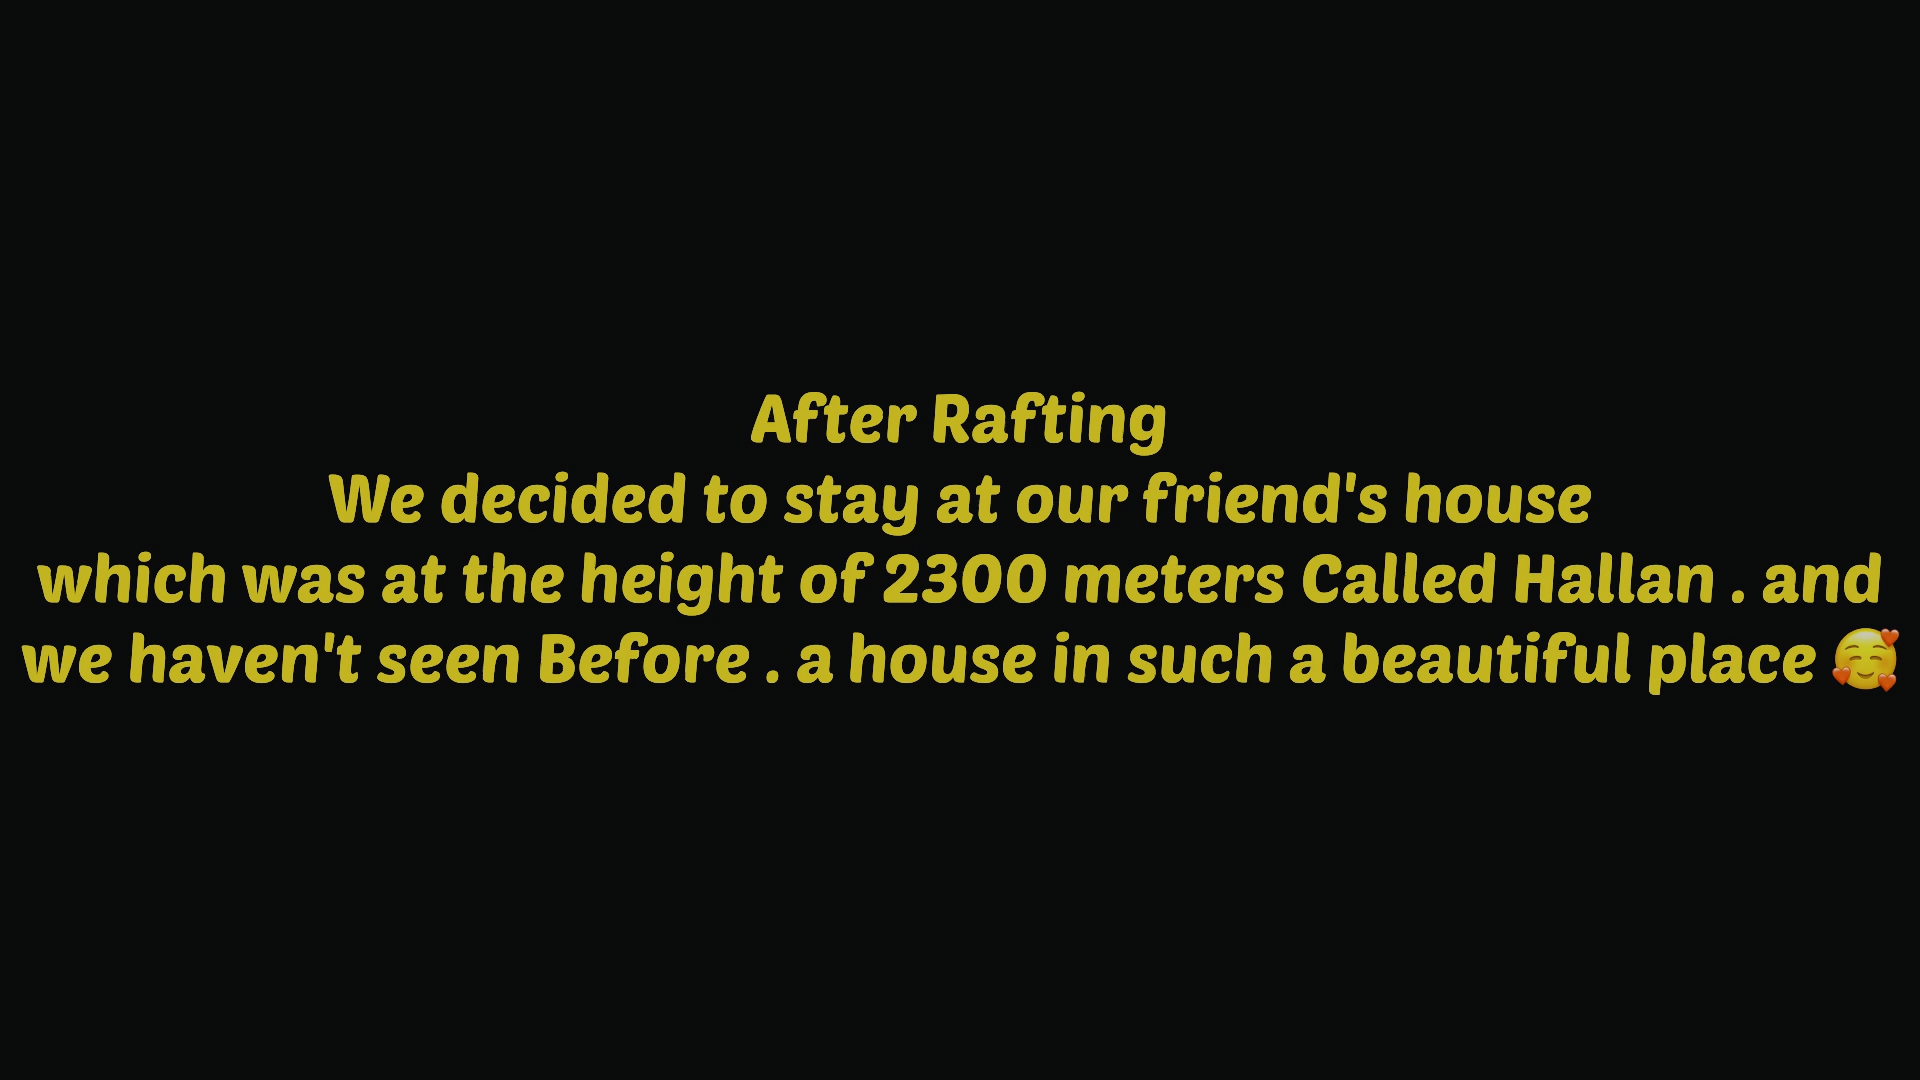 After Rafting
We decided to stay at our friend's house
which was at the height of 2300 meters Called Hallan . and
we haven't seen Before . a house in such a beautiful place 🥰